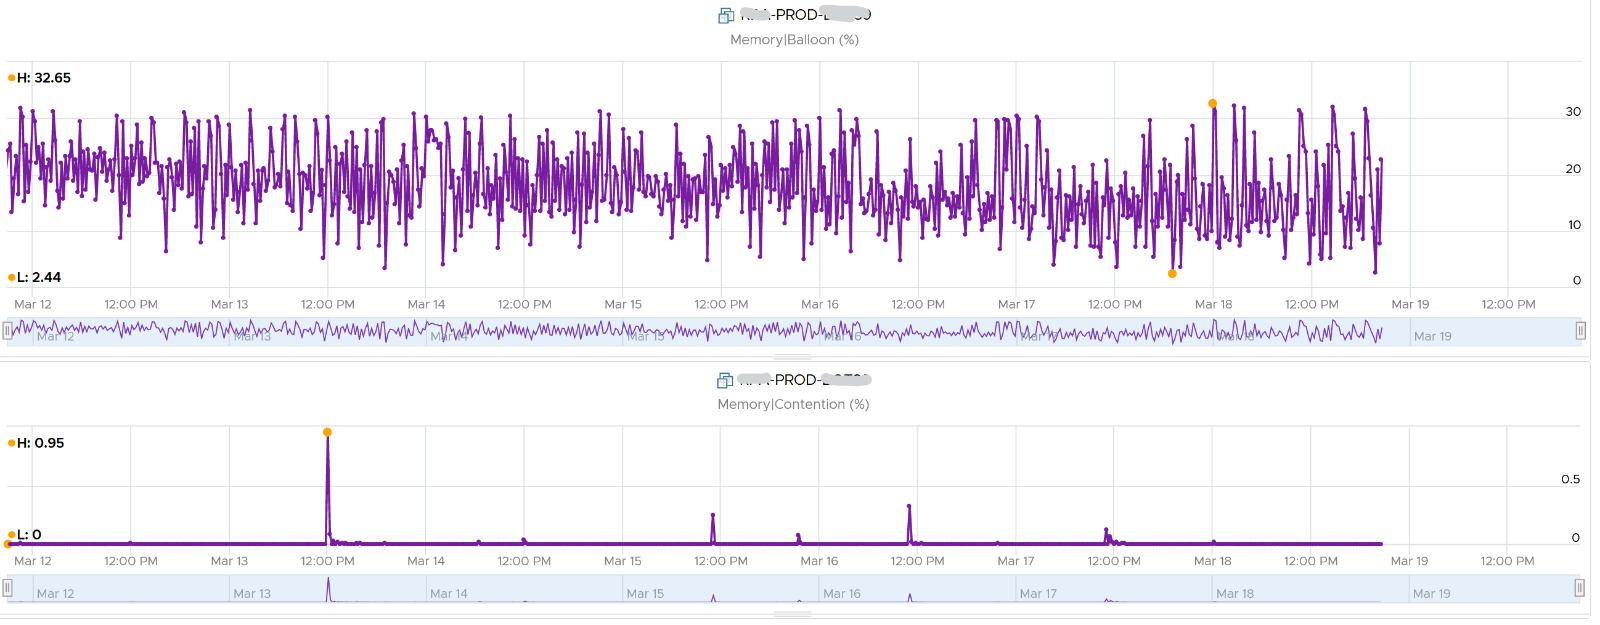 -PROD-
Memory|Balloon (%)
H: 32.65
30
20
10
L: 2.44
0
Mar 12 12:00 PM Mar 13 12:00 PM Mar 14 12:00 PM Mar 15 12:00 PM Mar 16 12:00 PM Mar 17 12:00 PM Mar 18 12:00 PM Mar 19 12:00 PM
Mar 12 Mar 13 Mar 14 Mar 15 Mar 16 Mar 17 Mar 18 Mar 19
-PROD-
Memory|Contention (%)
H: 0.95
0.5
L: 0
0
Mar 12 12:00 PM Mar 13 12:00 PM Mar 14 12:00 PM Mar 15 12:00 PM Mar 16 12:00 PM Mar 17 12:00 PM Mar 18 12:00 PM Mar 19 12:00 PM
Mar 12 Mar 13 Mar 14 Mar 15 Mar 16 Mar 17 Mar 18 Mar 19